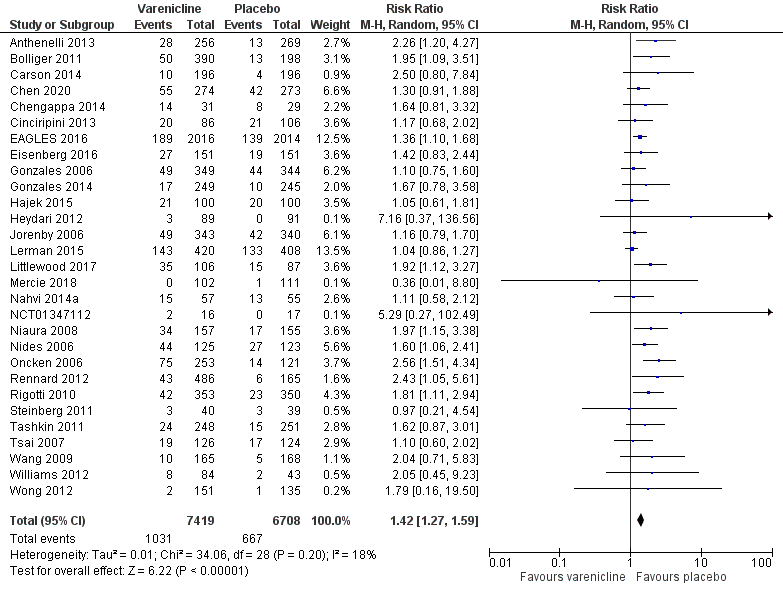 Varenicline Placebo Risk Ratio Risk Ratio
Study or Subgroup Events Total Events Total Weight M-H, Random, 95% CI M-H, Random, 95% CI
Anthenelli 2013 28 256 13 269 2.7% 2.26 [1.20, 4.27]
Bolliger 2011 50 390 13 198 3.1% 1.95 [1.09, 3.51]
Carson 2014 10 196 4 196 0.9% 2.50 [0.80, 7.84]
Chen 2020 55 274 42 273 7.1% 1.30 [0.91, 1.88]
Chengappa 2014 14 31 8 29 2.2% 1.64 [0.81, 3.32]
Cinciripini 2013 20 86 21 106 3.6% 1.17 [0.68, 2.02]
EAGLES 2016 189 2016 139 2014 12.5% 1.36 [1.10, 1.68]
Eisenberg 2016 27 151 19 151 3.6% 1.42 [0.83, 2.44]
Gonzales 2006 49 349 44 344 6.6% 1.10 [0.75, 1.60]
Gonzales 2014 17 249 10 245 1.9% 1.67 [0.78, 3.58]
Hajek 2015 21 100 20 100 3.5% 1.05 [0.61, 1.81]
Heydari 2012 3 89 0 91 0.1% 7.16 [0.37, 136.56]
Jorenby 2006 49 343 42 340 6.4% 1.16 [0.79, 1.70]
Lerman 2015 143 420 133 408 13.5% 1.04 [0.86, 1.27]
Littlewood 2017 35 106 15 87 3.6% 1.92 [1.12, 3.27]
Mercie 2018 0 102 1 111 0.1% 0.36 [0.01, 8.80]
Nahvi 2014a 15 57 13 55 2.6% 1.11 [0.58, 2.12]
NCT01347112 2 16 0 17 0.1% 5.29 [0.27, 102.49]
Niaura 2008 34 157 17 155 3.5% 1.97 [1.15, 3.38]
Nides 2006 44 125 27 123 5.6% 1.60 [1.06, 2.41]
Oncken 2006 75 253 14 121 3.7% 2.56 [1.51, 4.34]
Rennard 2012 43 486 6 165 1.6% 2.43 [1.05, 5.61]
Rigotti 2010 42 353 23 350 4.2% 1.81 [1.11, 2.94]
Steinberg 2011 3 40 3 39 0.5% 0.97 [0.21, 4.54]
Tashkin 2011 24 248 15 251 2.8% 1.62 [0.87, 3.01]
Tsai 2007 19 126 17 124 3.0% 1.10 [0.60, 2.02]
Wang 2009 10 165 5 168 1.0% 2.04 [0.71, 5.83]
Williams 2012 8 84 2 43 0.5% 2.05 [0.45, 9.23]
Wong 2012 2 151 1 135 0.2% 1.79 [0.16, 19.50]
Total (95% CI) 7419 6708 100.0% 1.42 [1.27, 1.59]
Total events 1031 667
Heterogeneity: Tau² = 0.01; Chi² = 34.06, df = 28 (P = 0.20); I² = 18%
Test for overall effect: Z = 6.22 (P < 0.00001)
0.01 0.1 1 10 100
Favours varenicline Favours placebo